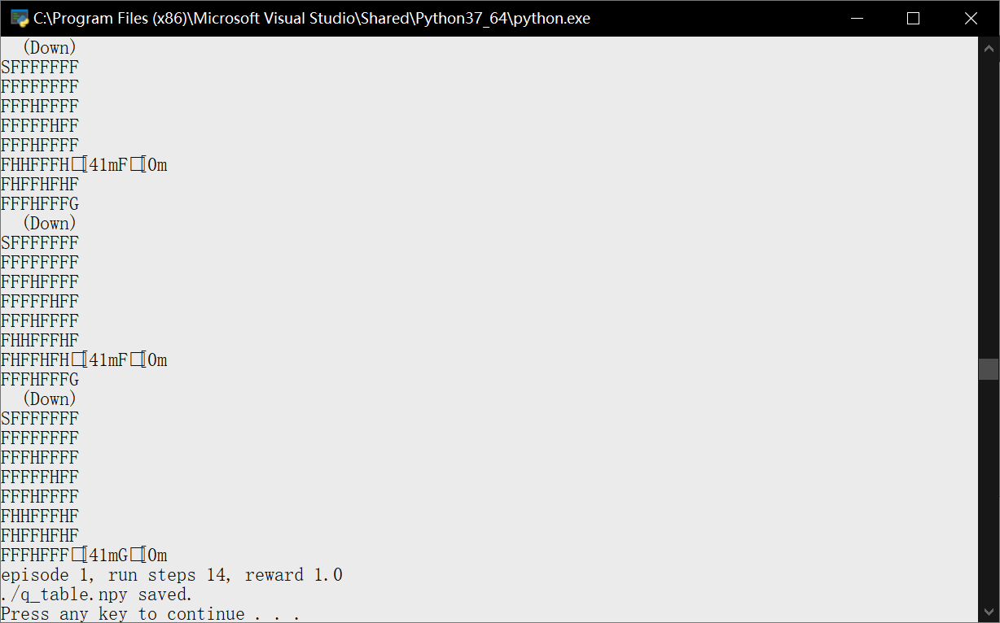 C:\Program Files (x86)\Microsoft Visual Studio\Shared\Python37_64\python.exe
  (Down)
SFFFFFFF
FFFFFFFF
FFFHFFFF
FFFFFHFF
FFFHFFFF
FHHFFFH□[41mF□[0m
FHFFHFHF
FFFHFFFG
  (Down)
SFFFFFFF
FFFFFFFF
FFFHFFFF
FFFFFHFF
FFFHFFFF
FHHFFFHF
FHFFHFH□[41mF□[0m
FFFHFFFG
  (Down)
SFFFFFFF
FFFFFFFF
FFFHFFFF
FFFFFHFF
FFFHFFFF
FHHFFFHF
FHFFHFHF
FFFHFFF□[41mG□[0m
episode 1, run steps 14, reward 1.0
./q_table.npy saved.
Press any key to continue . . .